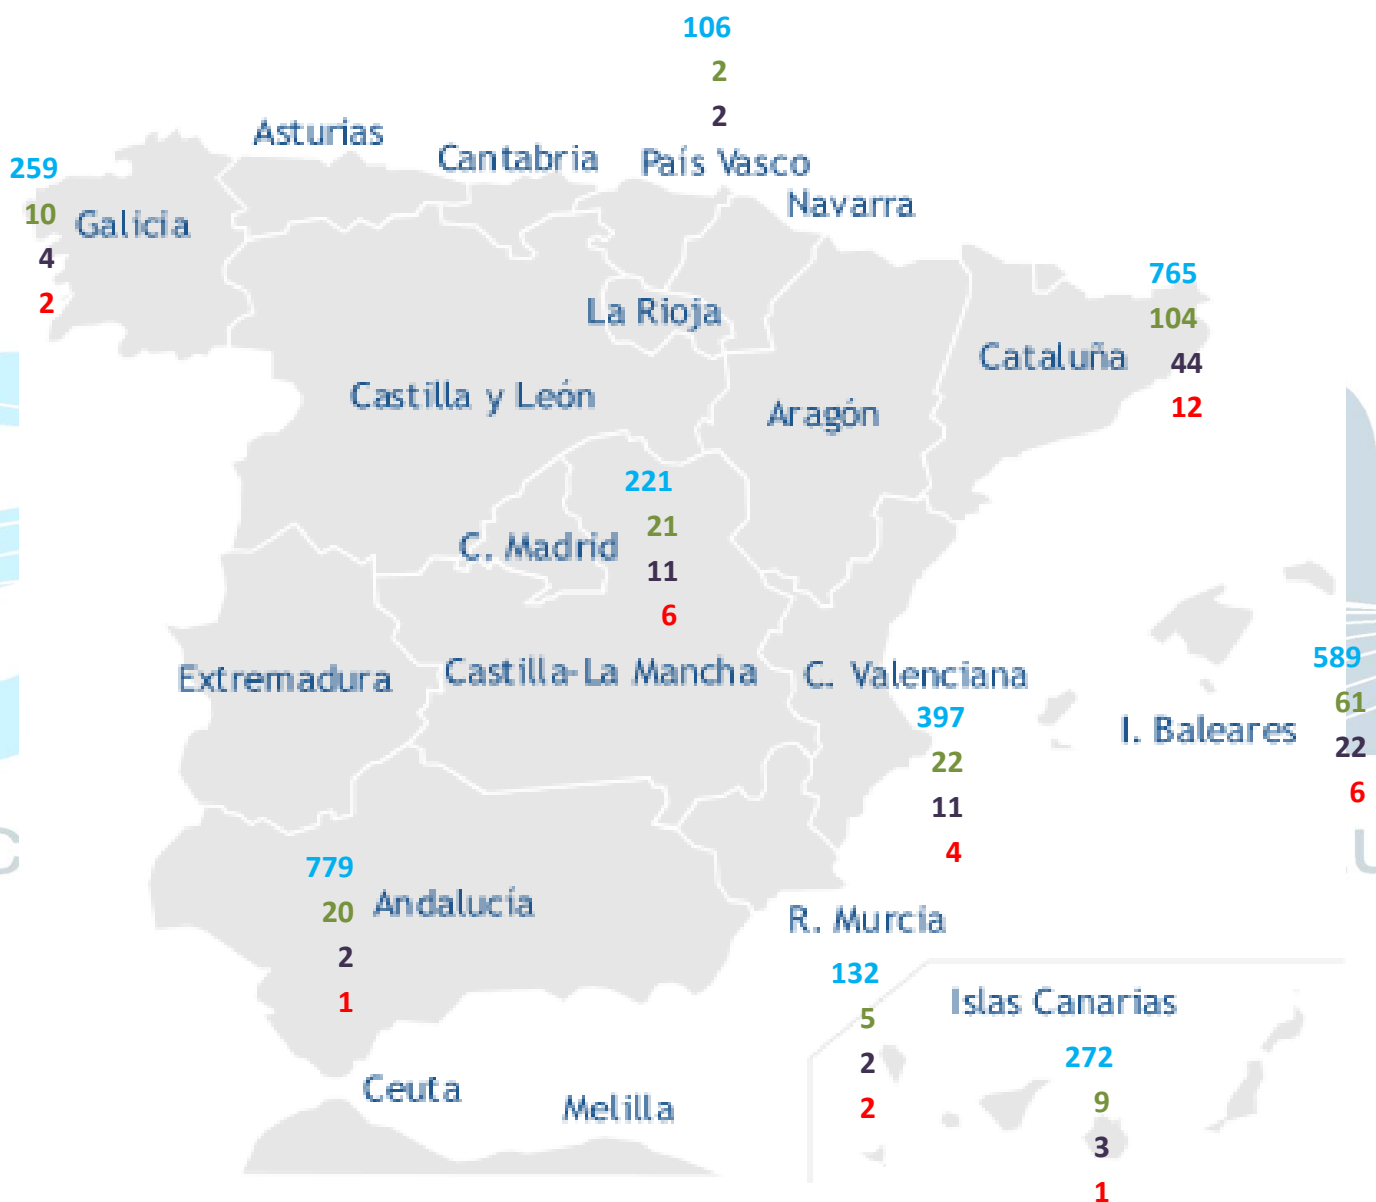 106
2
2
Asturias
Cantabria
País Vasco
Navarra
259
10
4
2
Galicia
La Rioja
Castilla y León
Aragón
Cataluña
765
104
44
12
221
21
11
6
C. Madrid
Extremadura
Castilla-La Mancha
C. Valenciana
397
22
11
4
I. Baleares
589
61
22
6
779
20
2
1
Andalucía
R. Murcia
132
5
2
2
Islas Canarias
272
9
3
1
Ceuta
Melilla
C
U